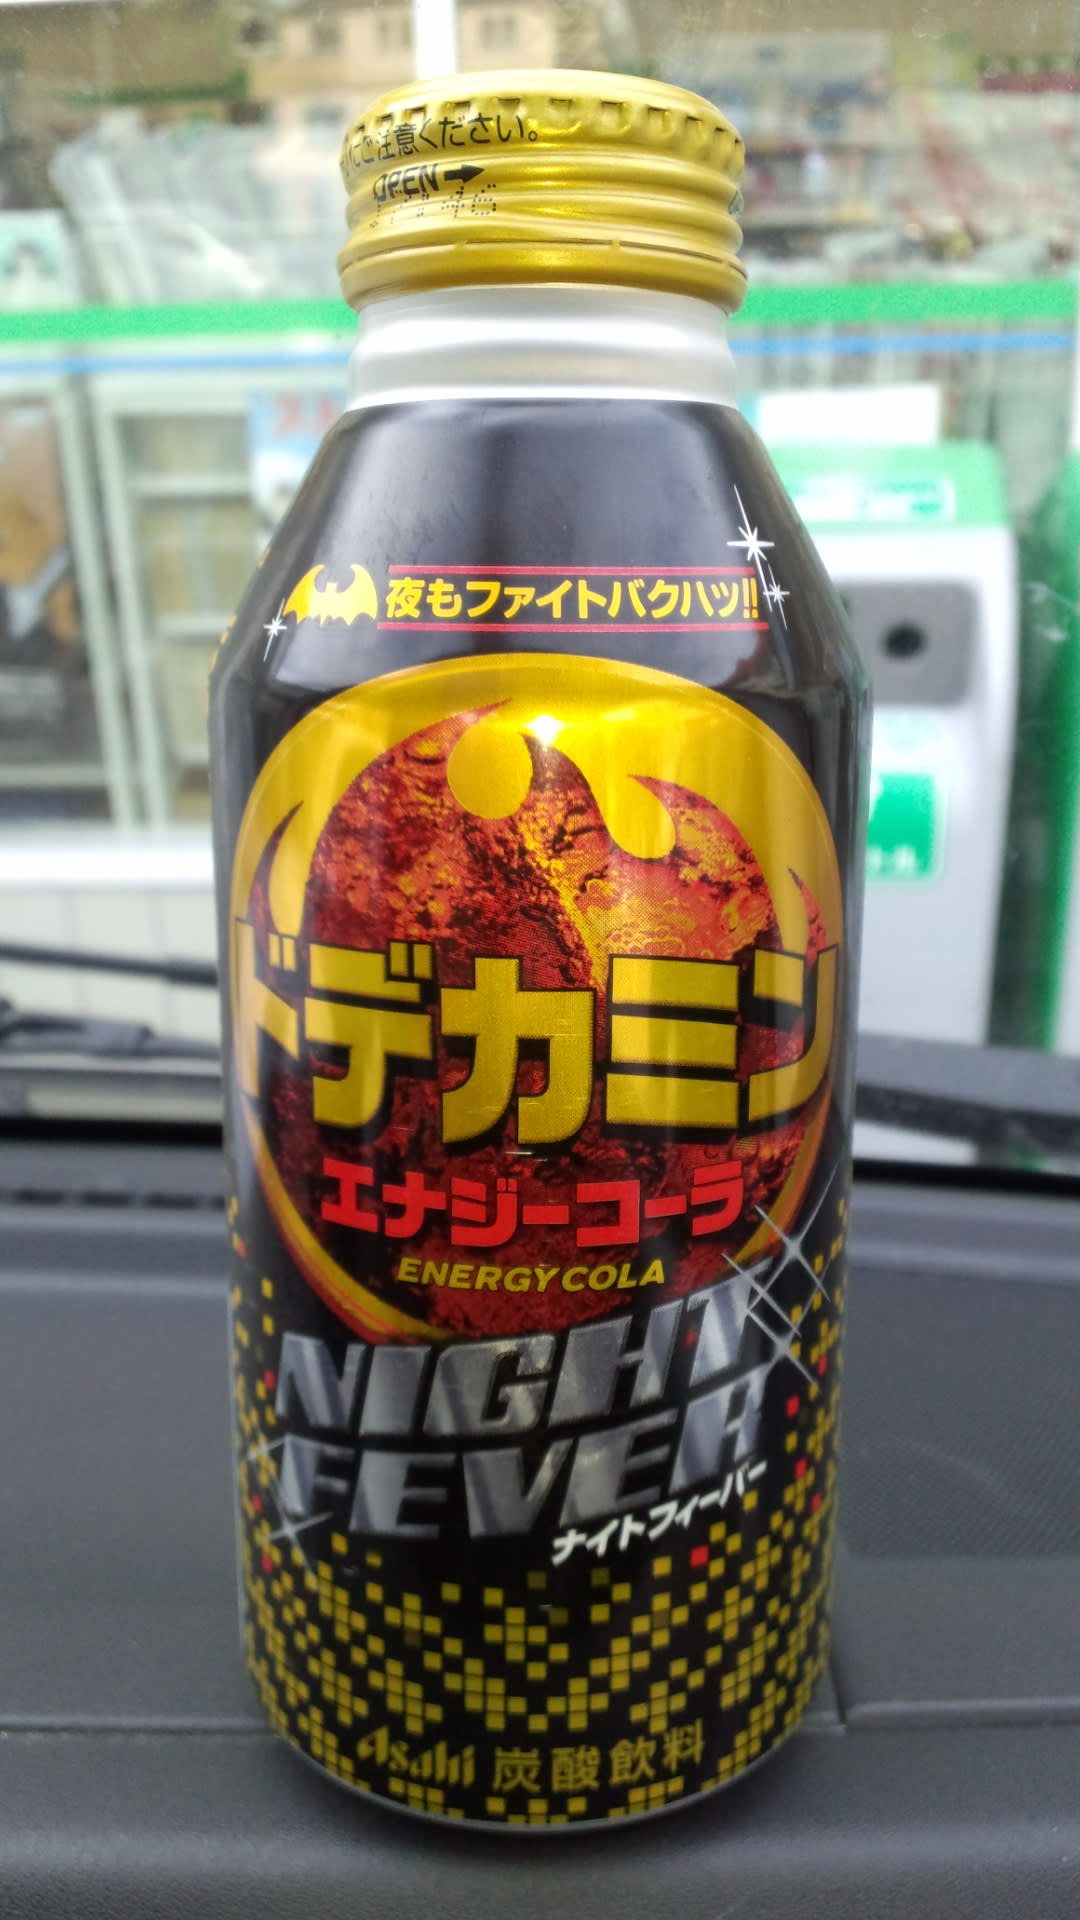 にご注意ください。
OPEN→
夜もファイトバクハツ!!
ドデカミン
エナジーコーラ
ENERGY COLA
NIGHT
FEVER
ナイトフィーバー
Asahi 炭酸飲料